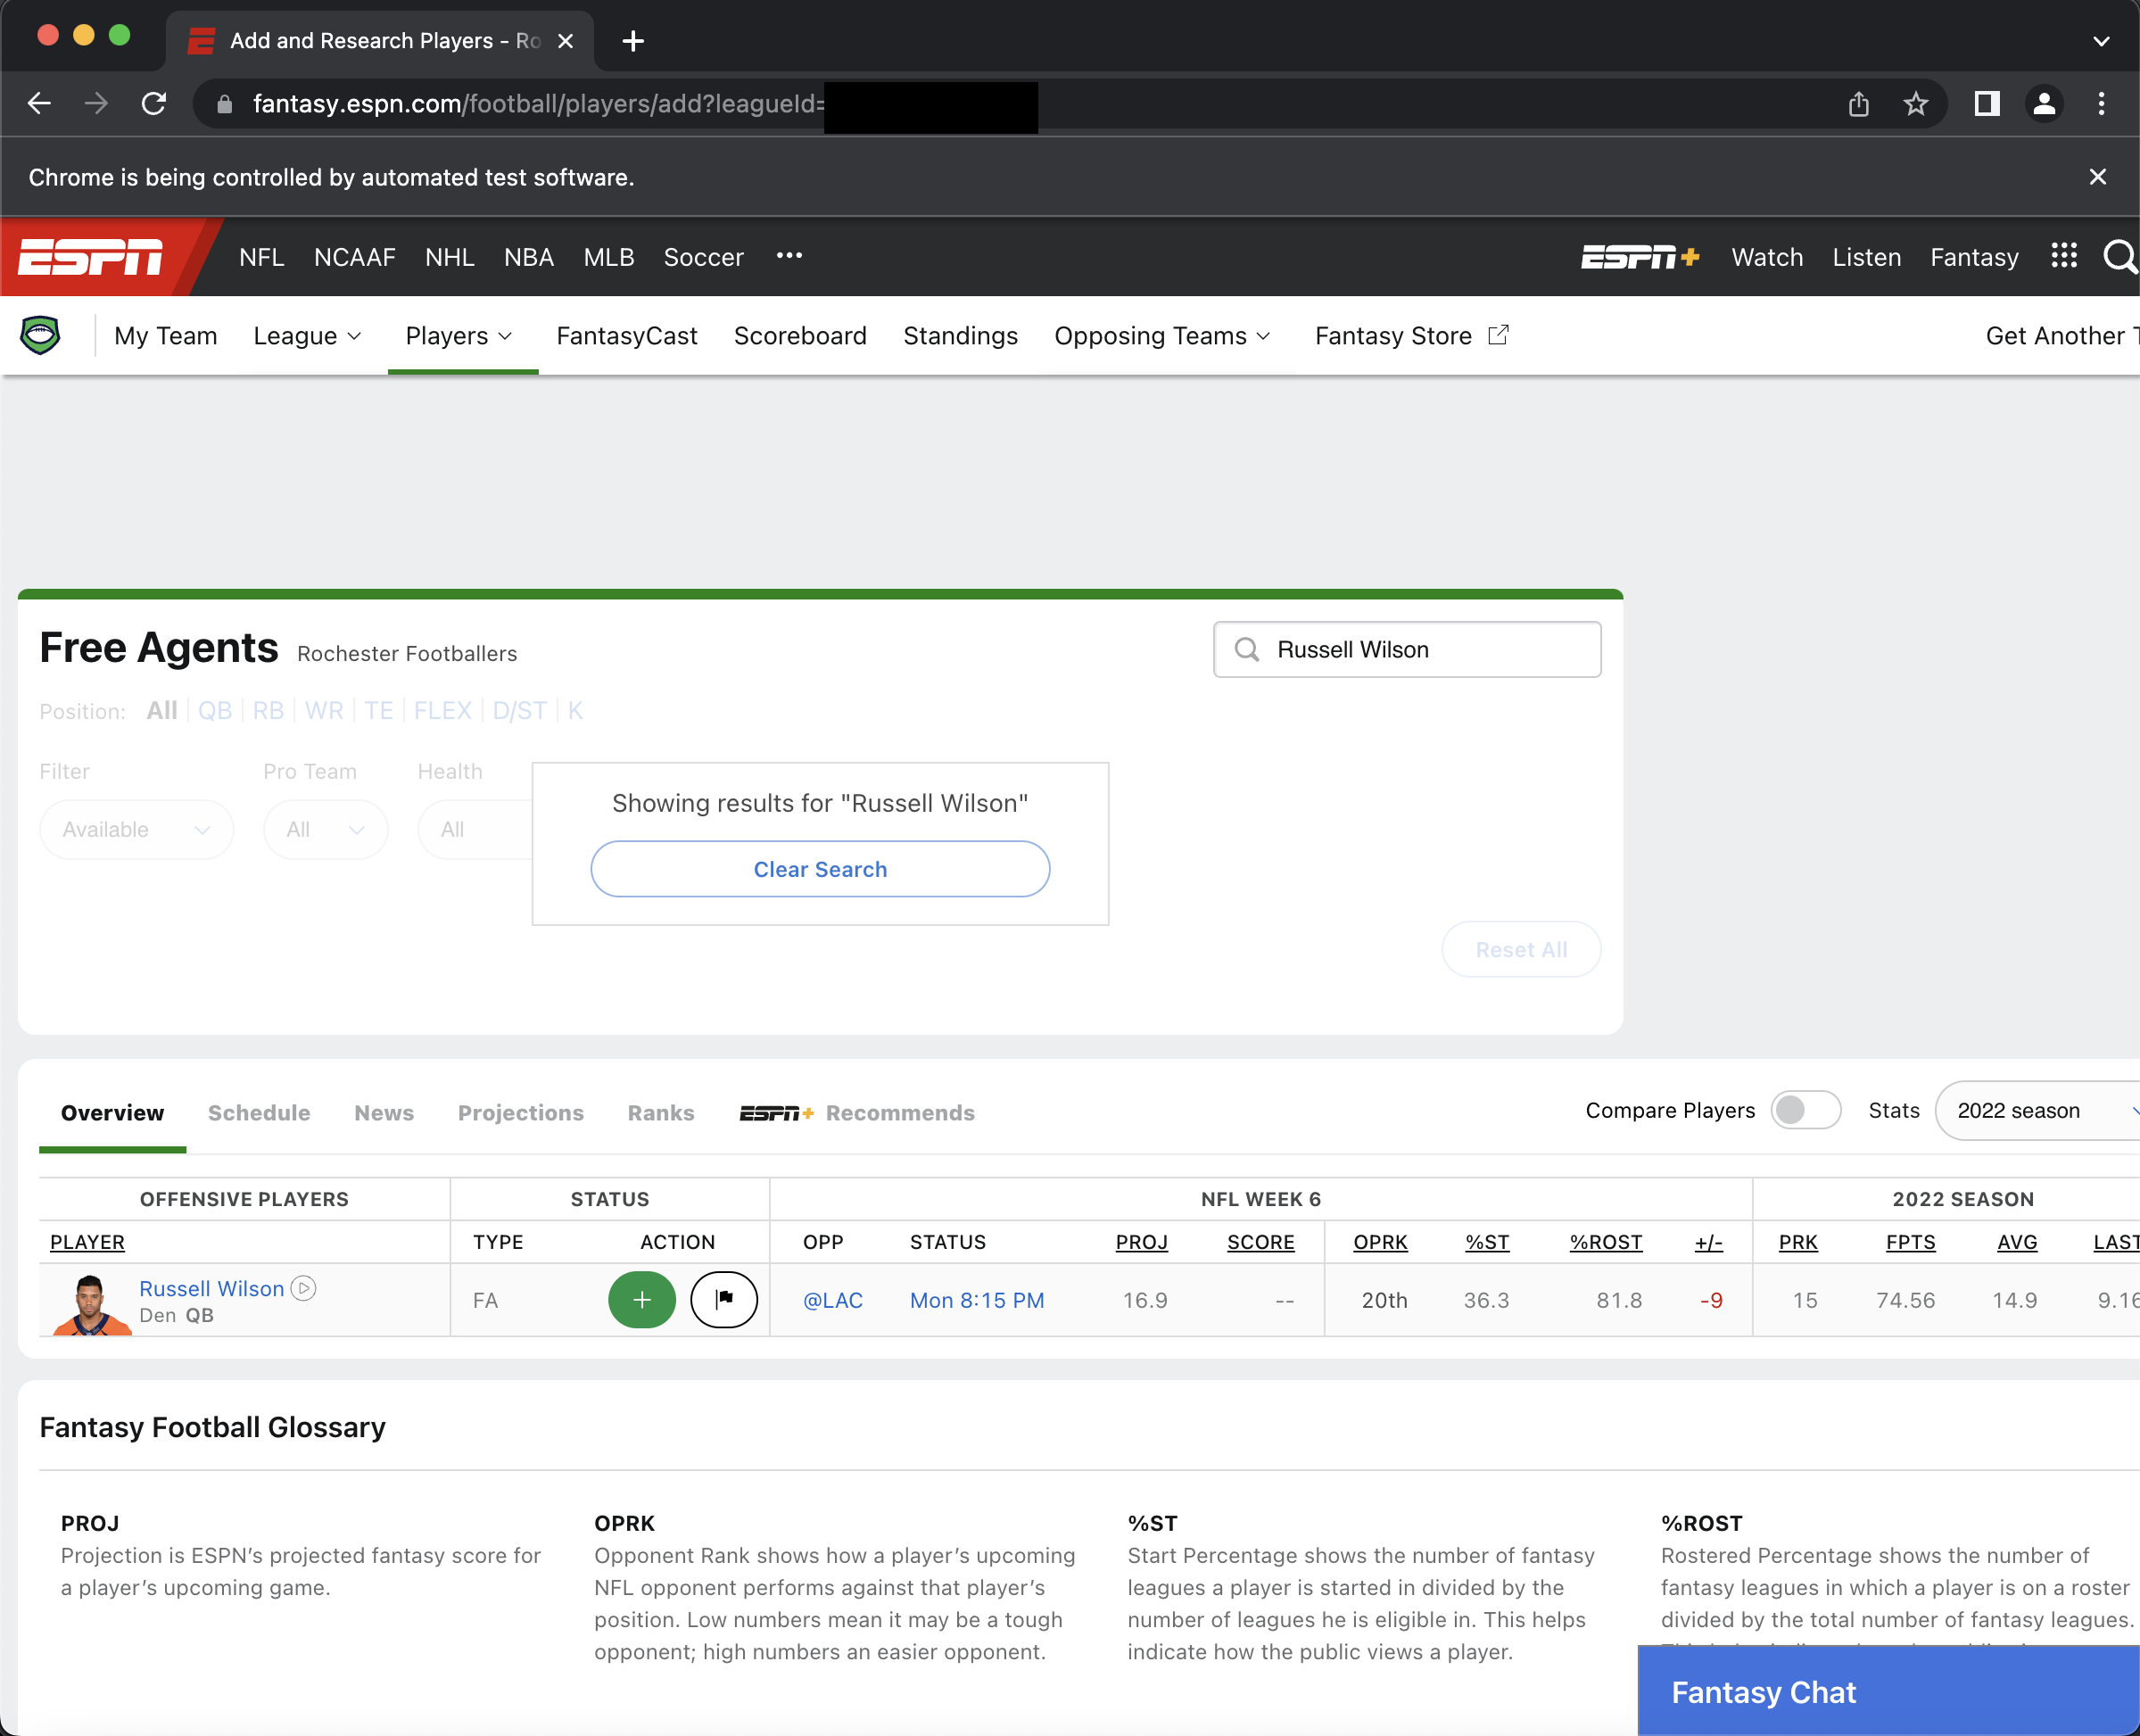 Add and Research Players - Ro
fantasy.espn.com/football/players/add?leagueId=
Chrome is being controlled by automated test software.
ESPN NFL NCAAF NHL NBA MLB Soccer ••• ESPN+ Watch Listen Fantasy
My Team League Players FantasyCast Scoreboard Standings Opposing Teams Fantasy Store Get Another T
Free Agents Rochester Footballers Russell Wilson
Position: All QB RB WR TE FLEX D/ST K
Filter Pro Team Health
Available All All
Showing results for "Russell Wilson"
Clear Search
Reset All
Overview Schedule News Projections Ranks ESPN+ Recommends Compare Players Stats 2022 season
OFFENSIVE PLAYERS STATUS NFL WEEK 6 2022 SEASON
PLAYER TYPE ACTION OPP STATUS PROJ SCORE OPRK %ST %ROST +/- PRK FPTS AVG LAST
Russell Wilson
Den QB
FA @LAC Mon 8:15 PM 16.9 -- 20th 36.3 81.8 -9 15 74.56 14.9 9.16
Fantasy Football Glossary
PROJ
Projection is ESPN’s projected fantasy score for
a player’s upcoming game.
OPRK
Opponent Rank shows how a player’s upcoming
NFL opponent performs against that player’s
position. Low numbers mean it may be a tough
opponent; high numbers an easier opponent.
%ST
Start Percentage shows the number of fantasy
leagues a player is started in divided by the
number of leagues he is eligible in. This helps
indicate how the public views a player.
%ROST
Rostered Percentage shows the number of
fantasy leagues in which a player is on a roster
divided by the total number of fantasy leagues.
Fantasy Chat